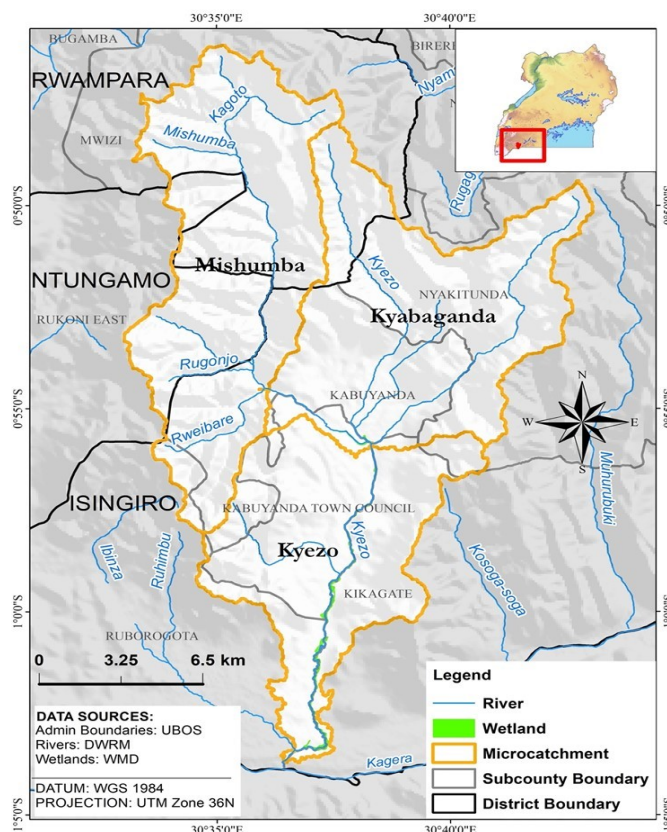 30°35'0"E
30°40'0"E
BUGAMBA
BIRERE
RWAMPARA
Kagoto
Nyam
MWIZI
Mishumba
Rugag
0°50'0"S
Mishumba
Kyezo
NTUNGAMO
NYAKITUNDA
Kyabaganda
RUKONI EAST
Rugonjo
N
KABUYANDA
0°55'0"S
Rweibare
W
E
S
Muhurubuki
ISINGIRO
KABUYANDA TOWN COUNCIL
Kyezo
Kyezo
Ibinza
Ruhimbu
Kosoga-soga
KIKAGATE
1°0'0"S
RUBOROGOTA
0
3.25
6.5 km
Legend
River
Wetland
Microcatchment
Subcounty Boundary
District Boundary
DATA SOURCES:
Admin Boundaries: UBOS
Rivers: DWRM
Wetlands: WMD
DATUM: WGS 1984
PROJECTION: UTM Zone 36N
Kagera
1°5'0"S
30°35'0"E
30°40'0"E